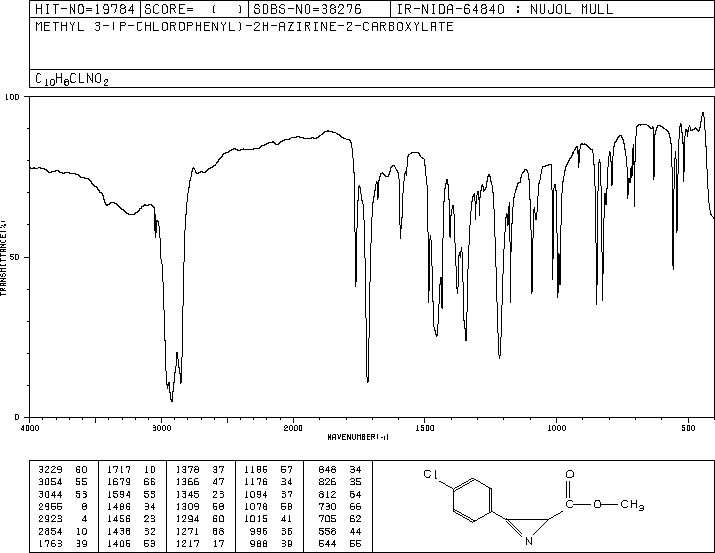 HIT-NO=19784 SCORE= ( ) SDBS-NO=38276 IR-NIDA-64840 : NUJOL MULL
METHYL 3-(P-CHLOROPHENYL)-2H-AZIRINE-2-CARBOXYLATE
C10H8CLNO2
100
50
0
TRANSMITTANCE(%)
4000 3000 2000 1500 1000 500
WAVENUMBER(-1)
3229 60 1717 10 1378 37 1186 57 848 34
3054 55 1679 66 1366 47 1176 34 826 35
3044 53 1594 53 1345 23 1094 37 812 64
2955 8 1486 34 1309 58 1078 58 730 66
2923 4 1456 23 1294 60 1015 41 705 62
2854 10 1438 32 1271 68 996 36 558 44
1763 39 1405 53 1217 17 988 39 544 55
Cl
O
O
CH3
N